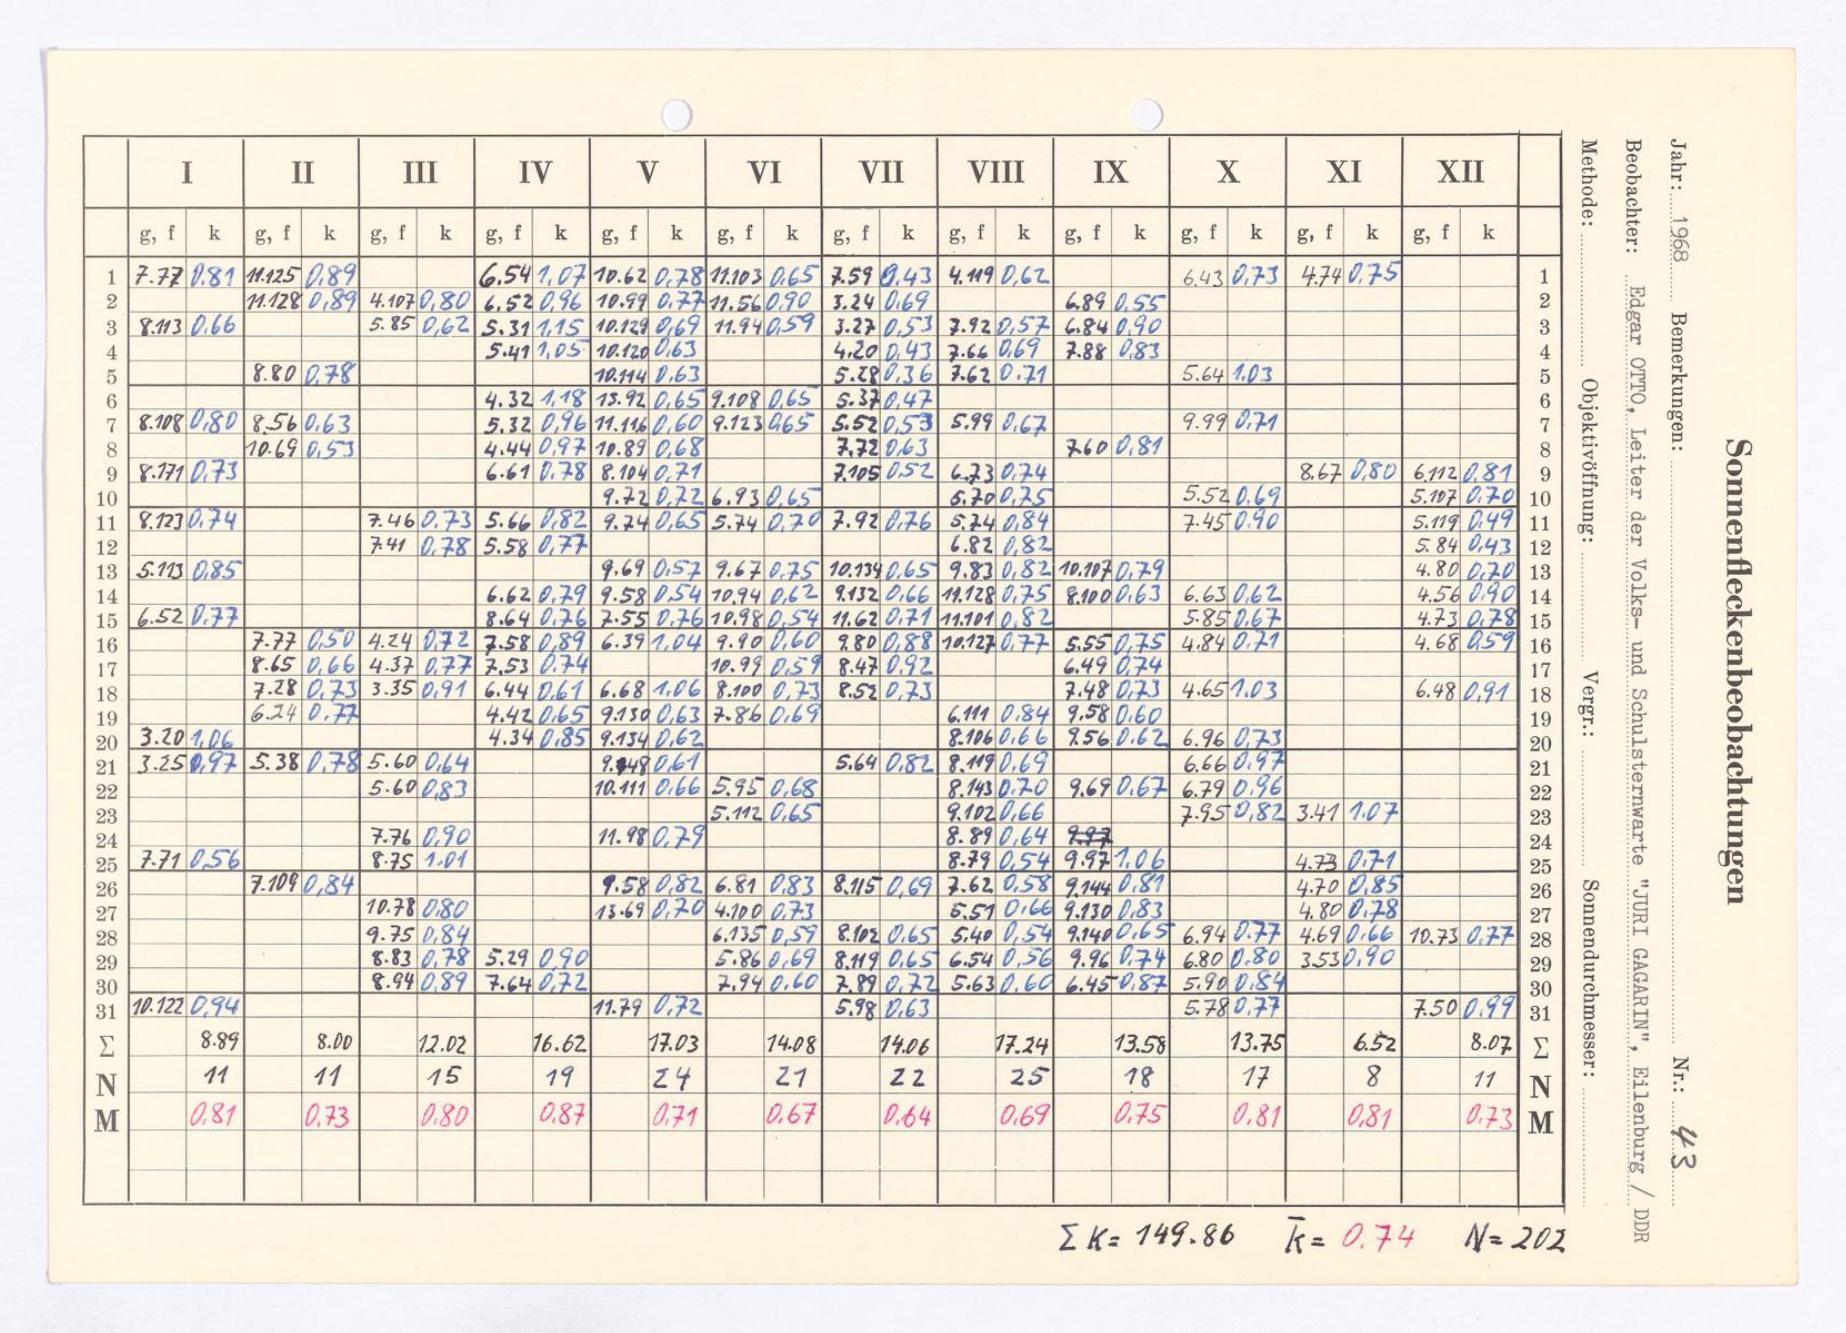 I II III IV V VI VII VIII IX X XI XII
g, f k g, f k g, f k g, f k g, f k g, f k g, f k g, f k g, f k g, f k g, f k g, f k
1 7.77 0.81 11.125 0,89 6.54 1,07 10.62 0,78 11.103 0,65 7.59 0,43 4.119 0,62 6.43 0,73 4.74 0,75 1
2 11.128 0,89 4.107 0,80 6,52 0,96 10.99 0,77 11.56 0,90 3.24 0.69 6.89 0,55 2
3 8.113 0,66 5.85 0,62 5.31 1,15 10.129 0,69 11.94 0,59 3.27 0,53 7.92 0,57 6.84 0,90 3
4 5.41 1,05 10.120 0,63 4.20 0,43 7.66 0,69 7.88 0,83 4
5 8.80 0,78 10.114 0,63 5.28 0,36 7.62 0.71 5.64 1.03 5
6 4.32 1,18 13.92 0,65 9.108 0,65 5.37 0,47 6
7 8.108 0,80 8.56 0,63 5.32 0,96 11.116 0,60 9.123 0,65 5.52 0,53 5.99 0,67 9.99 0,71 7
8 10.69 0,53 4.44 0,97 10.89 0,68 7,72 0,63 7.60 0,81 8
9 8.171 0,73 6.61 0.78 8.104 0,71 7.105 0,52 6.73 0,74 8.67 0,80 6.112 0.81 9
10 9.72 0,72 6.93 0,65 5.70 0,75 5.52 0,69 5.107 0.70 10
11 8.123 0,74 7.46 0.73 5.66 0,82 9.74 0,65 5.74 0,70 7.92 0,76 5.74 0,84 7.45 0.90 5.119 0,49 11
12 7.41 0,78 5.58 0,77 6.82 0,82 5.84 0,43 12
13 5.113 0,85 9.69 0,57 9.67 0,75 10.134 0,65 9.83 0,82 10.107 0,79 4.80 0,70 13
14 6.62 0,79 9.58 0,54 10.94 0,62 9.132 0,66 11.128 0,75 8.100 0,63 6.63 0,62 4.56 0,90 14
15 6.52 0,77 8.64 0,76 7.55 0,76 10.98 0,54 11.62 0,71 11.101 0,82 5.85 0,67 4.73 0,78 15
16 7.77 0,50 4.24 0,72 7.58 0,89 6.39 1,04 9.90 0,60 9.80 0,88 10.127 0,77 5.55 0,75 4.84 0,71 4.68 0,59 16
17 8.65 0,66 4.37 0,77 7,53 0.74 10.99 0,59 8.47 0,92 6.49 0,74 17
18 7.28 0,73 3.35 0,91 6.44 0,61 6.68 1.06 8.100 0,73 8.52 0,73 7.48 0,73 4.65 1.03 6.48 0,91 18
19 6.24 0.77 4.42 0,65 9.130 0,63 7.86 0,69 6.111 0.84 9,58 0.60 19
20 3.20 1,06 4.34 0,85 9.134 0,62 8.106 0,66 9.56 0.62 6.96 0,73 20
21 3.25 0,97 5.38 0,78 5.60 0,64 9.148 0,61 5.64 0,82 8.119 0,69 6.66 0.97 21
22 5.60 0,83 10.111 0.66 5.95 0,68 8.143 0.70 9.69 0,67 6.79 0,96 22
23 5.112 0,65 9.102 0,66 7.95 0,82 3.41 1.07 23
24 7.76 0,90 11.98 0,79 8.89 0,64 9.97 24
25 7.71 0,56 8.75 1.01 8.79 0,54 9.97 1,06 4.73 0,71 25
26 7.109 0,84 9.58 0,82 6.81 0,83 8.115 0,69 7.62 0,58 9.144 0,81 4.70 0,85 26
27 10.78 0,80 13.69 0,70 4.100 0,73 5.51 0.66 9.130 0,83 4.80 0,78 27
28 9.75 0,84 6.135 0,59 8.102 0,65 5.40 0,54 9.140 0,65 6.94 0.77 4.69 0,66 10.73 0,77 28
29 8.83 0,78 5.29 0,90 5.86 0,69 8.119 0,65 6.54 0,56 9.96 0,74 6.80 0.80 3.53 0,90 29
30 8.94 0,89 7.64 0,72 7,94 0,60 7.89 0,72 5.63 0,60 6.45 0,87 5.90 0,84 30
31 10.122 0,94 11.79 0,72 5.98 0,63 5.78 0,77 7.50 0,99 31
Σ 8.89 8.00 12.02 16.62 17.03 14.08 14.06 17.24 13.58 13.75 6.52 8.07 Σ
N 11 11 15 19 24 21 22 25 18 17 8 11 N
M 0.81 0.73 0.80 0.87 0.71 0.67 0.64 0.69 0.75 0.81 0,81 0.73 M
Σ K = 149.86 k̄ = 0.74 N = 202
Sonnenfleckenbeobachtungen
Jahr: 1968 Bemerkungen: Nr.: 43
Beobachter: Edgar OTTO, Leiter der Volks- und Schulsternwarte "JURI GAGARIN", Eilenburg / DDR
Methode: Objektivöffnung: Vergr.: Sonnendurchmesser: